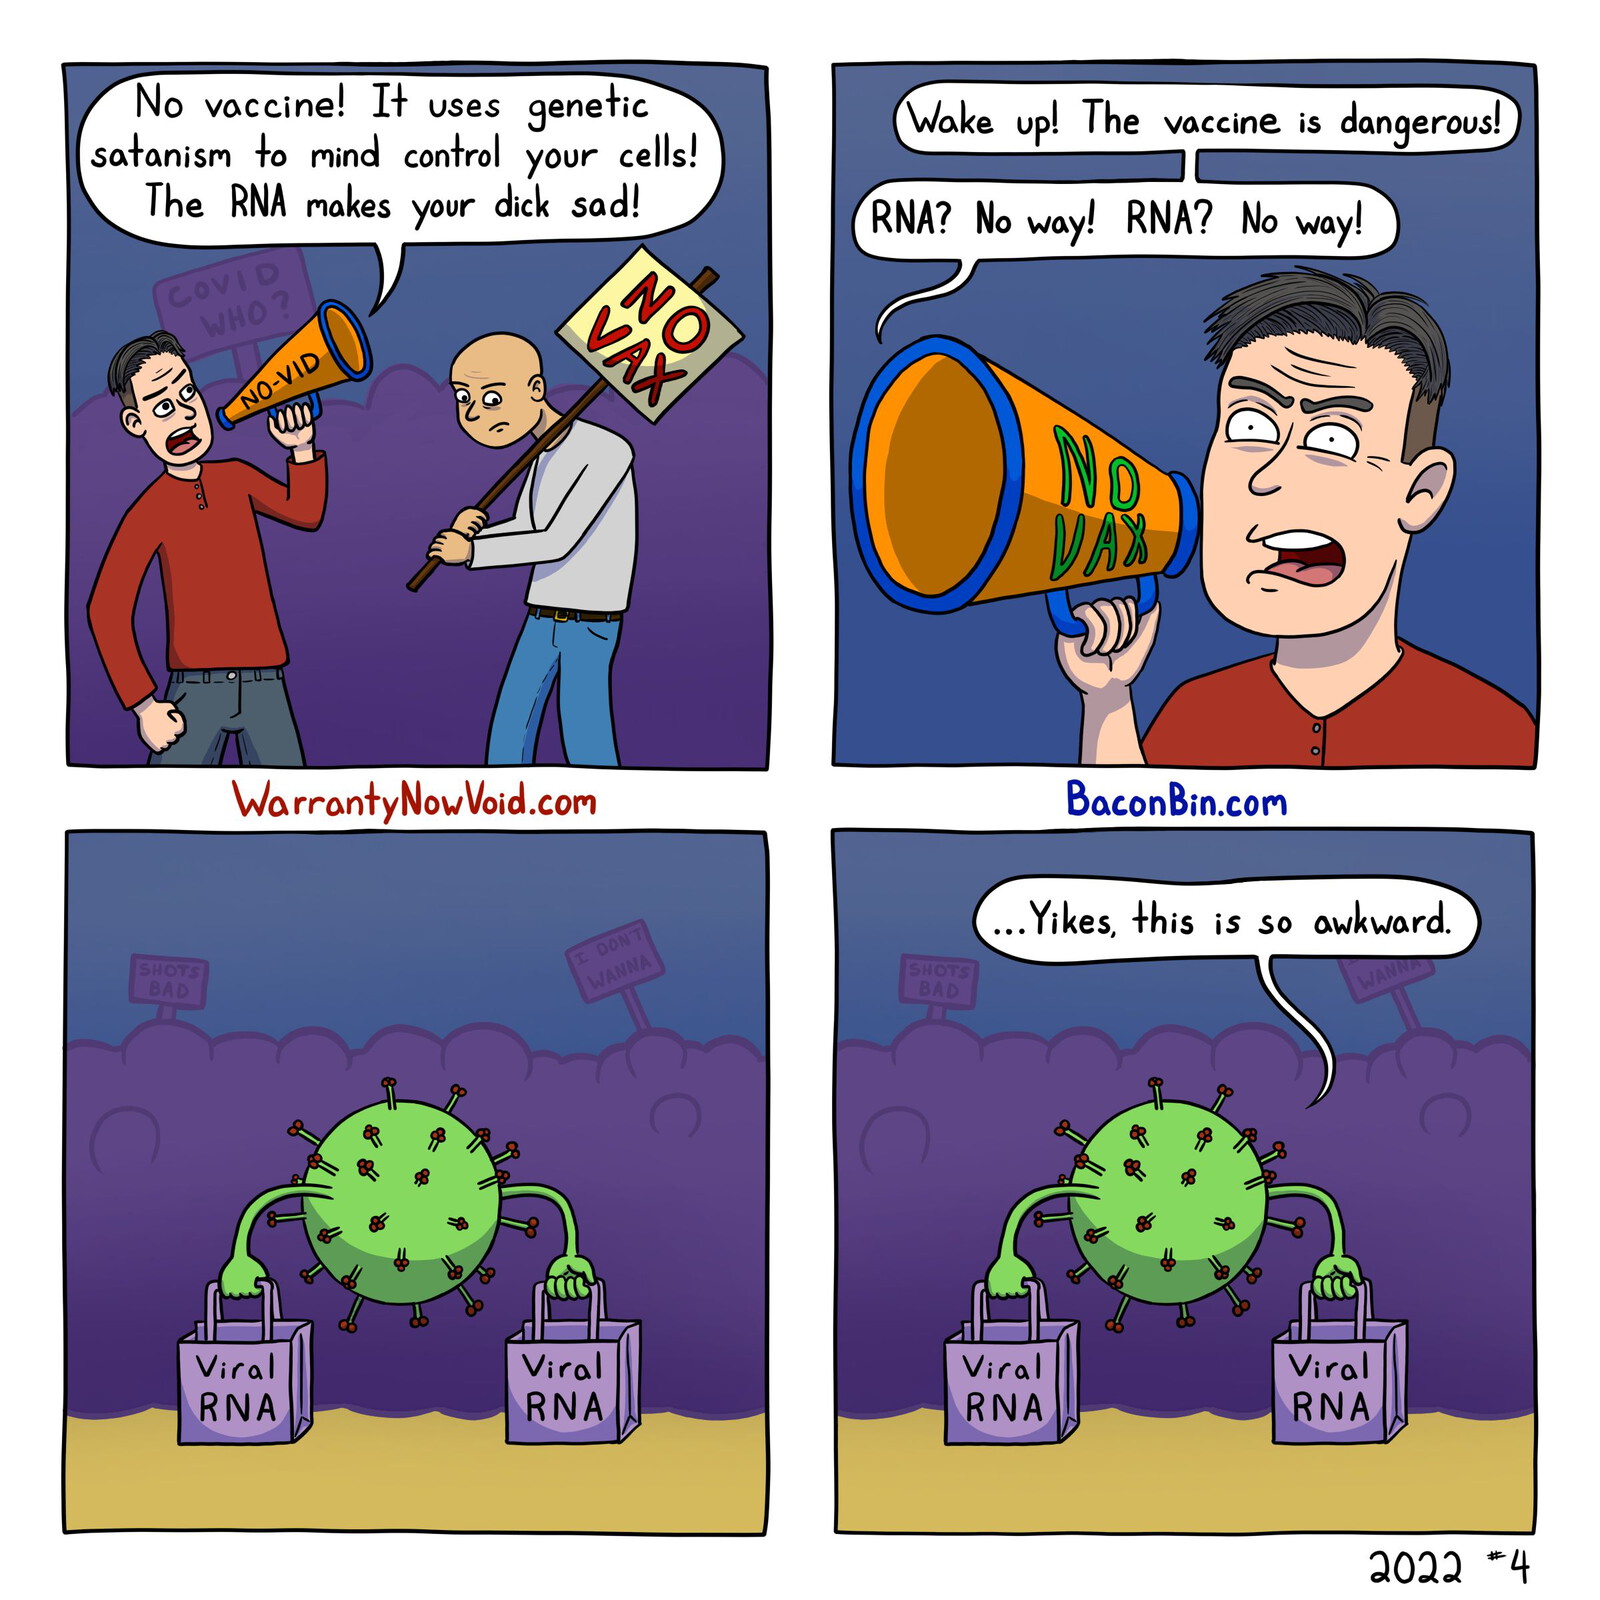 No vaccine! It uses genetic
satanism to mind control your cells!
The RNA makes your dick sad!
COVID
WHO?
NO-VID
NO
VAX
Wake up! The vaccine is dangerous!
RNA? No way! RNA? No way!
NO
VAX
WarrantyNowVoid.com
BaconBin.com
SHOTS
BAD
I DON'T
WANNA
Viral
RNA
Viral
RNA
...Yikes, this is so awkward.
SHOTS
BAD
WANNA
Viral
RNA
Viral
RNA
2022 #4